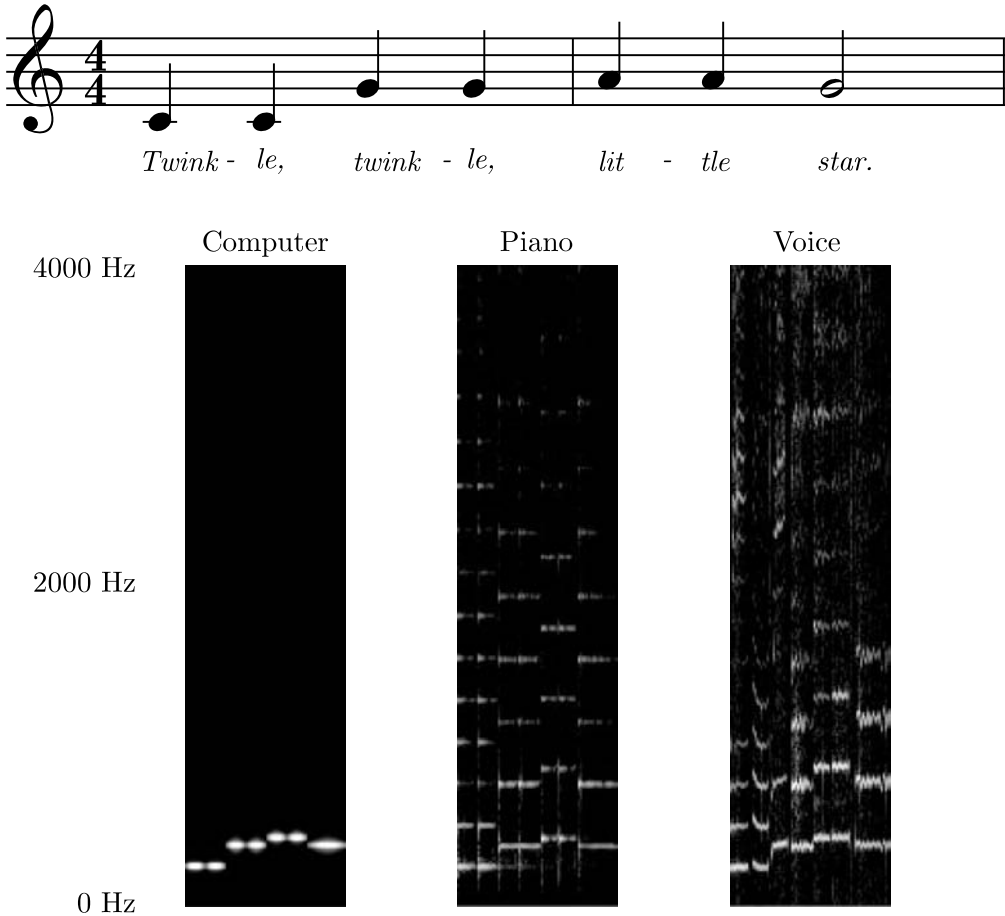 4
4
Twink - le, twink - le, lit - tle star.
Computer Piano Voice
4000 Hz
2000 Hz
0 Hz